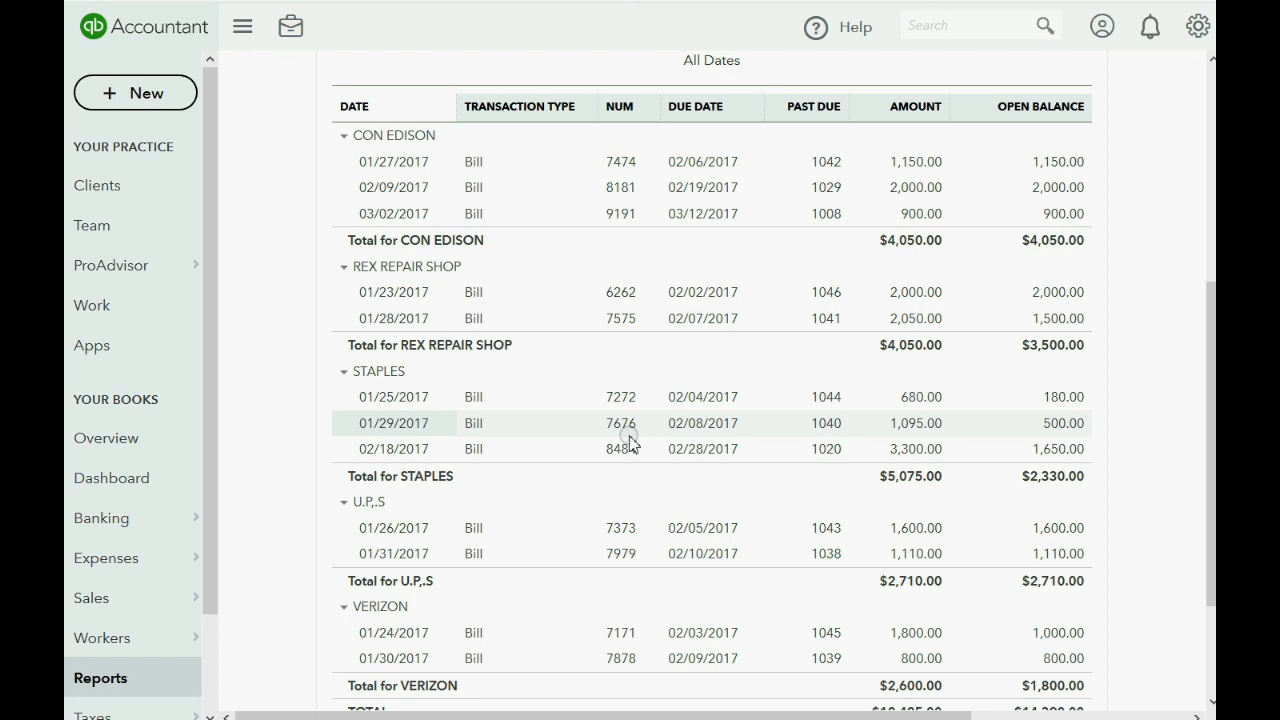 qb Accountant Help Search
All Dates
+ New
YOUR PRACTICE
Clients
Team
ProAdvisor
Work
Apps
YOUR BOOKS
Overview
Dashboard
Banking
Expenses
Sales
Workers
Reports
Taxes
DATE TRANSACTION TYPE NUM DUE DATE PAST DUE AMOUNT OPEN BALANCE
CON EDISON
01/27/2017 Bill 7474 02/06/2017 1042 1,150.00 1,150.00
02/09/2017 Bill 8181 02/19/2017 1029 2,000.00 2,000.00
03/02/2017 Bill 9191 03/12/2017 1008 900.00 900.00
Total for CON EDISON $4,050.00 $4,050.00
REX REPAIR SHOP
01/23/2017 Bill 6262 02/02/2017 1046 2,000.00 2,000.00
01/28/2017 Bill 7575 02/07/2017 1041 2,050.00 1,500.00
Total for REX REPAIR SHOP $4,050.00 $3,500.00
STAPLES
01/25/2017 Bill 7272 02/04/2017 1044 680.00 180.00
01/29/2017 Bill 7676 02/08/2017 1040 1,095.00 500.00
02/18/2017 Bill 02/28/2017 1020 3,300.00 1,650.00
Total for STAPLES $5,075.00 $2,330.00
U.P,.S
01/26/2017 Bill 7373 02/05/2017 1043 1,600.00 1,600.00
01/31/2017 Bill 7979 02/10/2017 1038 1,110.00 1,110.00
Total for U.P,.S $2,710.00 $2,710.00
VERIZON
01/24/2017 Bill 7171 02/03/2017 1045 1,800.00 1,000.00
01/30/2017 Bill 7878 02/09/2017 1039 800.00 800.00
Total for VERIZON $2,600.00 $1,800.00
TOTAL